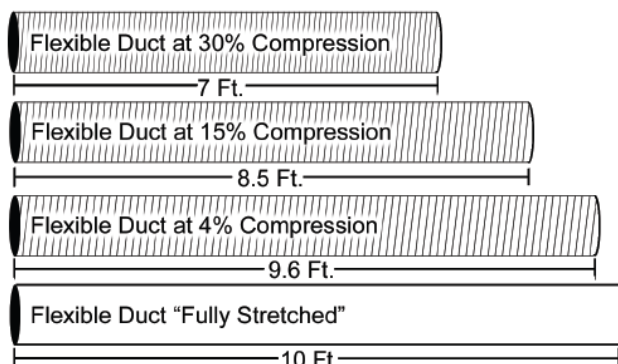 Flexible Duct at 30% Compression
7 Ft.
Flexible Duct at 15% Compression
8.5 Ft.
Flexible Duct at 4% Compression
9.6 Ft.
Flexible Duct “Fully Stretched”
10 Ft